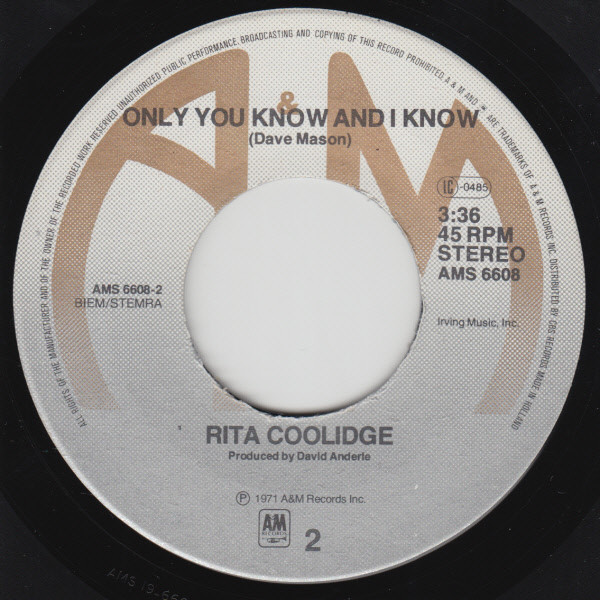 ALL RIGHTS OF THE MANUFACTURER AND OF THE OWNER OF THE RECORDED WORK RESERVED UNAUTHORIZED PUBLIC PERFORMANCE, BROADCASTING AND COPYING OF THIS RECORD PROHIBITED A & M AND ARE TRADEMARKS OF A & M RECORDS INC. DISTRIBUTED BY CBS RECORDS MADE IN HOLLAND
A&M
ONLY YOU KNOW AND I KNOW
(Dave Mason)
LC-0485
3:36
45 RPM
STEREO
AMS 6608
AMS 6608-2
BIEM/STEMRA
Irving Music, Inc.
RITA COOLIDGE
Produced by David Anderle
℗ 1971 A&M Records Inc.
A&M
RECORDS
2